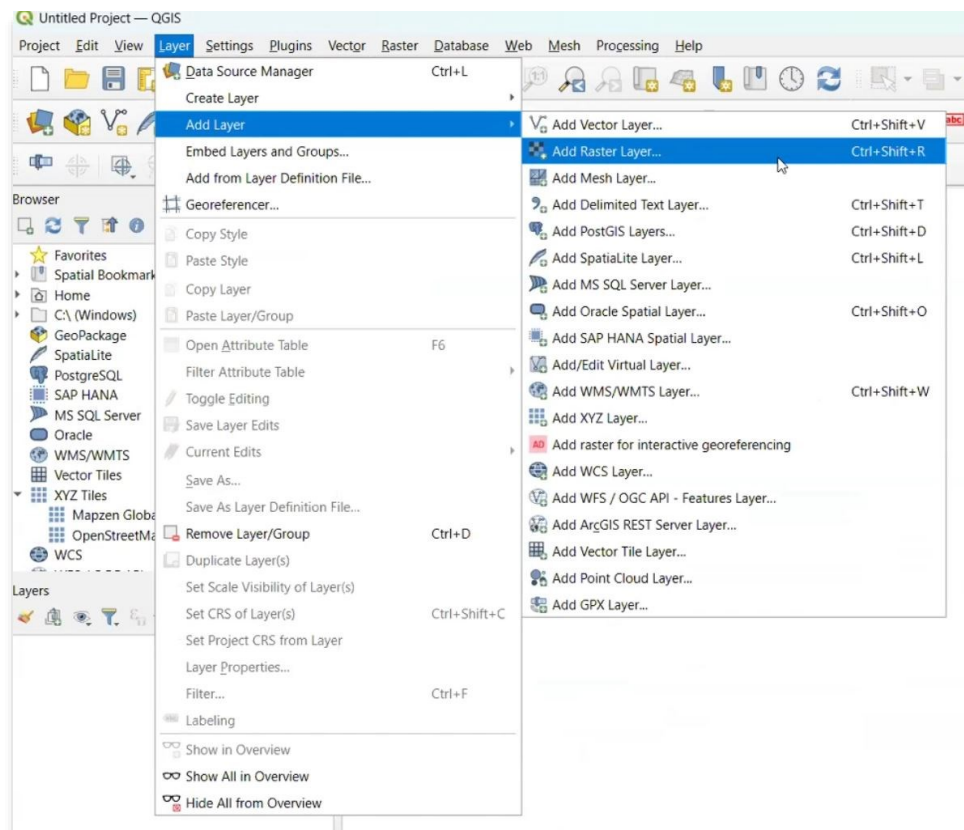 Untitled Project — QGIS
Project Edit View Layer Settings Plugins Vector Raster Database Web Mesh Processing Help
Data Source Manager Ctrl+L
Create Layer
Add Layer
Embed Layers and Groups...
Add from Layer Definition File...
Georeferencer...
Copy Style
Paste Style
Copy Layer
Paste Layer/Group
Open Attribute Table F6
Filter Attribute Table
Toggle Editing
Save Layer Edits
Current Edits
Save As...
Save As Layer Definition File...
Remove Layer/Group Ctrl+D
Duplicate Layer(s)
Set Scale Visibility of Layer(s)
Set CRS of Layer(s) Ctrl+Shift+C
Set Project CRS from Layer
Layer Properties...
Filter... Ctrl+F
Labeling
Show in Overview
Show All in Overview
Hide All from Overview
Add Vector Layer... Ctrl+Shift+V
Add Raster Layer... Ctrl+Shift+R
Add Mesh Layer...
Add Delimited Text Layer... Ctrl+Shift+T
Add PostGIS Layers... Ctrl+Shift+D
Add SpatiaLite Layer... Ctrl+Shift+L
Add MS SQL Server Layer...
Add Oracle Spatial Layer... Ctrl+Shift+O
Add SAP HANA Spatial Layer...
Add/Edit Virtual Layer...
Add WMS/WMTS Layer... Ctrl+Shift+W
Add XYZ Layer...
AD Add raster for interactive georeferencing
Add WCS Layer...
Add WFS / OGC API - Features Layer...
Add ArcGIS REST Server Layer...
Add Vector Tile Layer...
Add Point Cloud Layer...
Add GPX Layer...
abc
Browser
Favorites
Spatial Bookmark
Home
C:\ (Windows)
GeoPackage
SpatiaLite
PostgreSQL
SAP HANA
MS SQL Server
Oracle
WMS/WMTS
Vector Tiles
XYZ Tiles
Mapzen Globa
OpenStreetMa
WCS
Layers